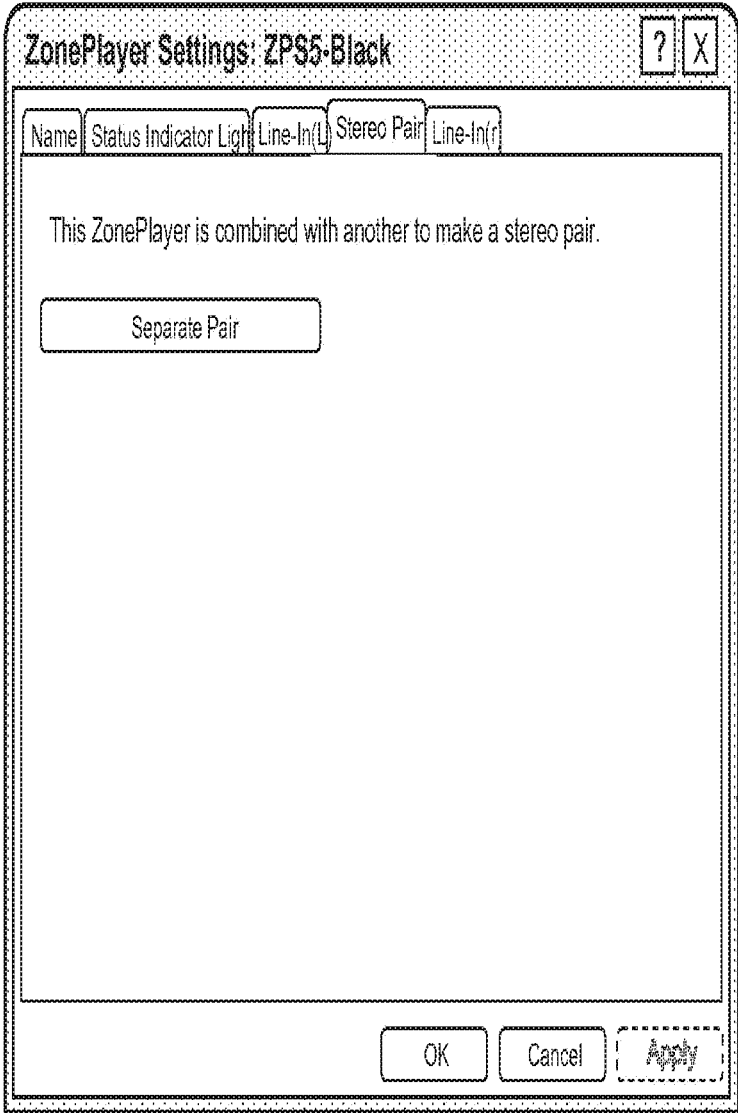 ZonePlayer Settings: ZPS5-Black ? X
Name Status Indicator Ligh Line-In(L) Stereo Pair Line-In(r)
This ZonePlayer is combined with another to make a stereo pair.
Separate Pair
OK Cancel Apply